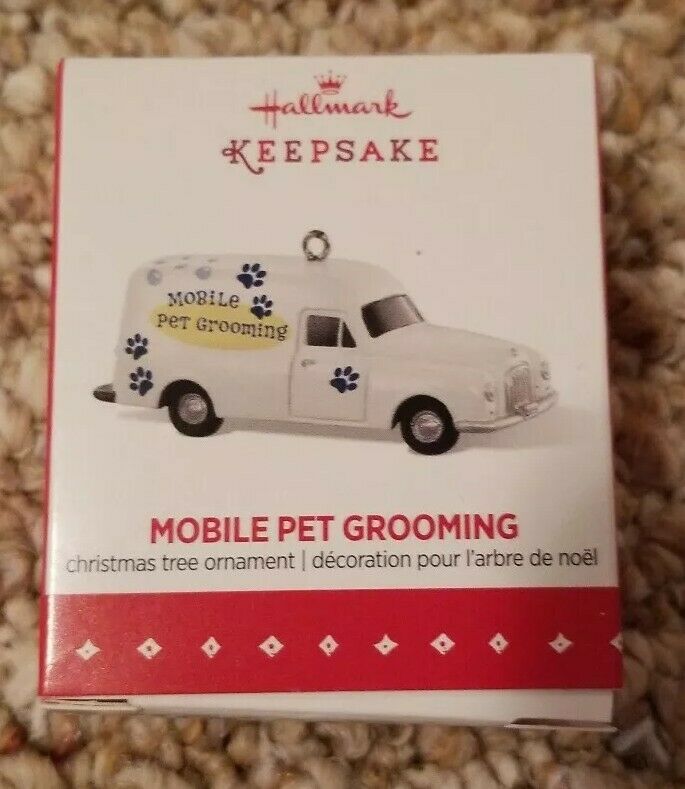 Hallmark
KEEPSAKE
MOBiLe
PeT GroominG
MOBILE PET GROOMING
christmas tree ornament | décoration pour l'arbre de noël